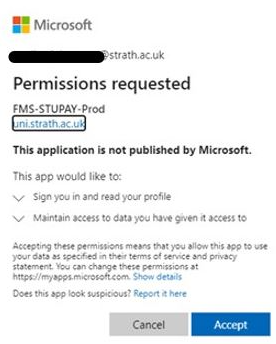 Microsoft
@strath.ac.uk
Permissions requested
FMS-STUPAY-Prod
uni.strath.ac.uk
This application is not published by Microsoft.
This app would like to:
Sign you in and read your profile
Maintain access to data you have given it access to
Accepting these permissions means that you allow this app to use
your data as specified in their terms of service and privacy
statement. You can change these permissions at
https://myapps.microsoft.com. Show details
Does this app look suspicious? Report it here
Cancel
Accept